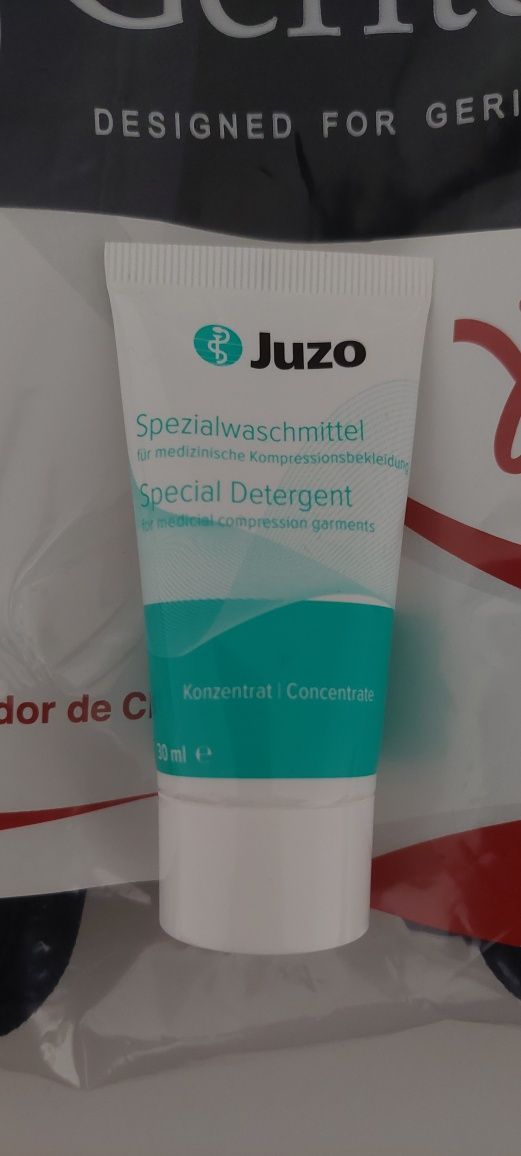 DESIGNED FOR GERI
Juzo
Spezialwaschmittel
für medizinische Kompressionsbekleidung
Special Detergent
for medicial compression garments
Konzentrat | Concentrate
dor de C
30 ml ℮